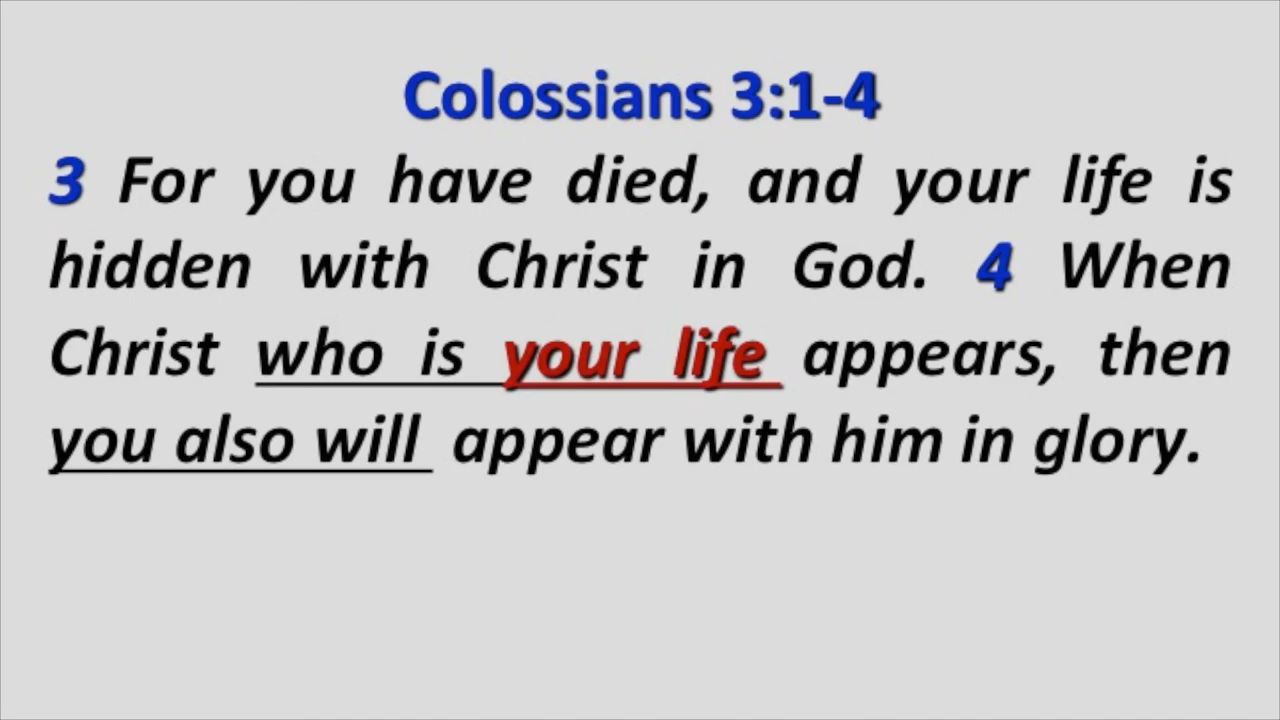 Colossians 3:1-4
3 For you have died, and your life is
hidden with Christ in God. 4 When
Christ who is your life appears, then
you also will appear with him in glory.